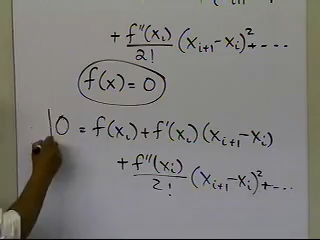 + f''(xᵢ)/2! (xᵢ₊₁-xᵢ)²+---
f(x)=0
0 = f(xᵢ)+f'(xᵢ)(xᵢ₊₁-xᵢ)
+ f''(xᵢ)/2! (xᵢ₊₁-xᵢ)²+...